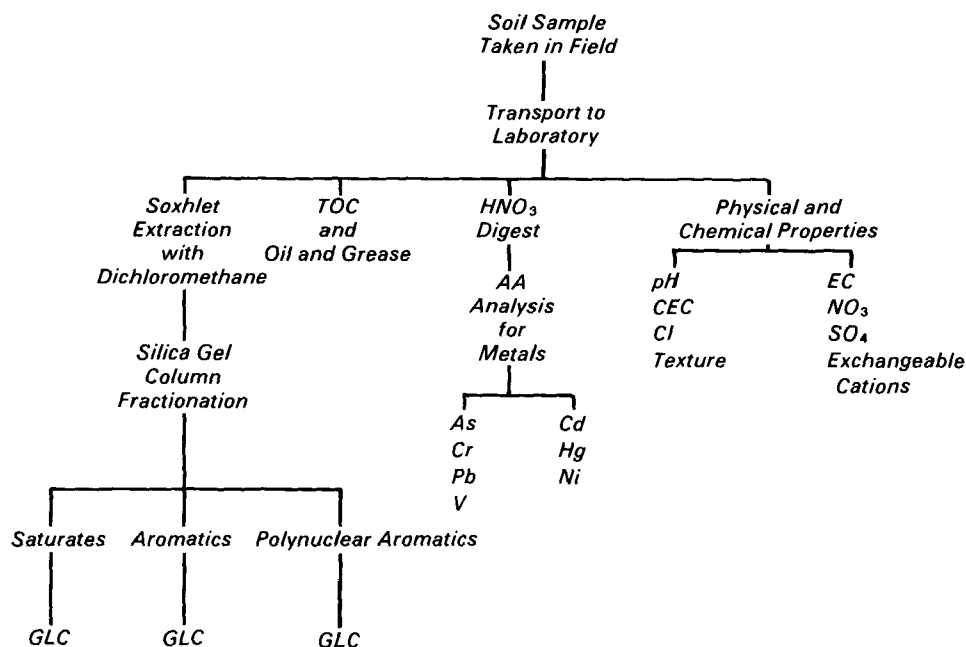 Soil Sample
Taken in Field
Transport to
Laboratory
Soxhlet
Extraction
with
Dichloromethane
TOC
and
Oil and Grease
HNO₃
Digest
Physical and
Chemical Properties
Silica Gel
Column
Fractionation
AA
Analysis
for
Metals
pH
CEC
Cl
Texture
EC
NO₃
SO₄
Exchangeable
Cations
As
Cr
Pb
V
Cd
Hg
Ni
Saturates
Aromatics
Polynuclear Aromatics
GLC
GLC
GLC